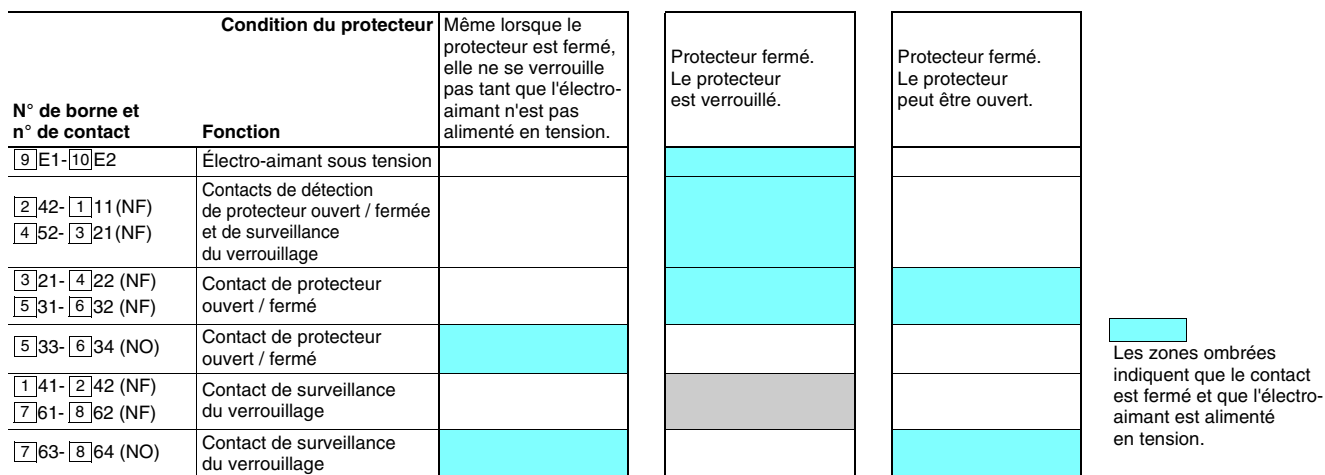 Condition du protecteur
N° de borne et
n° de contact
Fonction
Même lorsque le
protecteur est fermé,
elle ne se verrouille
pas tant que l'électro-
aimant n'est pas
alimenté en tension.
Protecteur fermé.
Le protecteur
est verrouillé.
Protecteur fermé.
Le protecteur
peut être ouvert.
9 E1- 10 E2
Électro-aimant sous tension
2 42- 1 11 (NF)
4 52- 3 21 (NF)
Contacts de détection
de protecteur ouvert / fermée
et de surveillance
du verrouillage
3 21- 4 22 (NF)
5 31- 6 32 (NF)
Contact de protecteur
ouvert / fermé
5 33- 6 34 (NO)
Contact de protecteur
ouvert / fermé
1 41- 2 42 (NF)
7 61- 8 62 (NF)
Contact de surveillance
du verrouillage
7 63- 8 64 (NO)
Contact de surveillance
du verrouillage
Les zones ombrées
indiquent que le contact
est fermé et que l'électro-
aimant est alimenté
en tension.